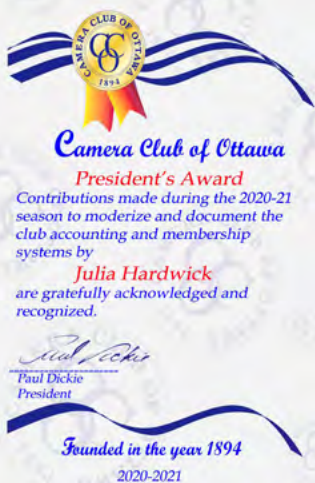 CAMERA CLUB OF OTTAWA
CCO
1894
Camera Club of Ottawa
President's Award
Contributions made during the 2020-21
season to moderize and document the
club accounting and membership
systems by
Julia Hardwick
are gratefully acknowledged and
recognized.
Paul Dickie
Paul Dickie
President
Founded in the year 1894
2020-2021